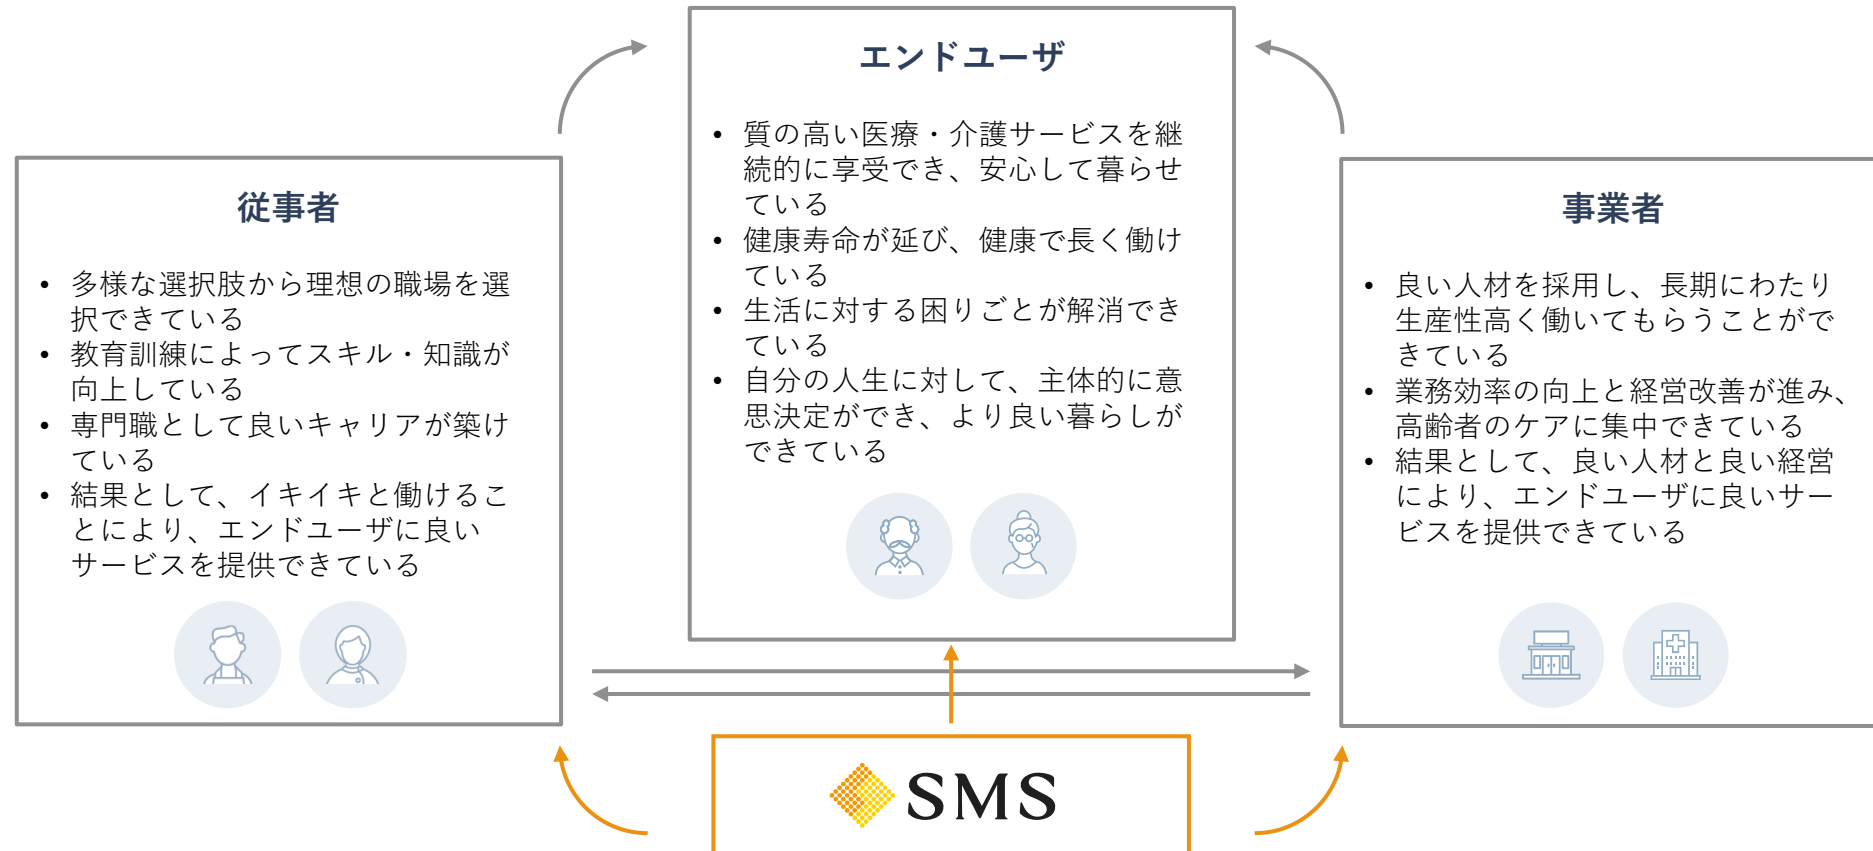 エンドユーザ
• 質の高い医療・介護サービスを継
続的に享受でき、安心して暮らせ
ている
• 健康寿命が延び、健康で長く働け
ている
• 生活に対する困りごとが解消でき
ている
• 自分の人生に対して、主体的に意
思決定ができ、より良い暮らしが
できている
従事者
• 多様な選択肢から理想の職場を選
択できている
• 教育訓練によってスキル・知識が
向上している
• 専門職として良いキャリアが築け
ている
• 結果として、イキイキと働けるこ
とにより、エンドユーザに良い
サービスを提供できている
事業者
• 良い人材を採用し、長期にわたり
生産性高く働いてもらうことがで
きている
• 業務効率の向上と経営改善が進み、
高齢者のケアに集中できている
• 結果として、良い人材と良い経営
により、エンドユーザに良いサー
ビスを提供できている
SMS